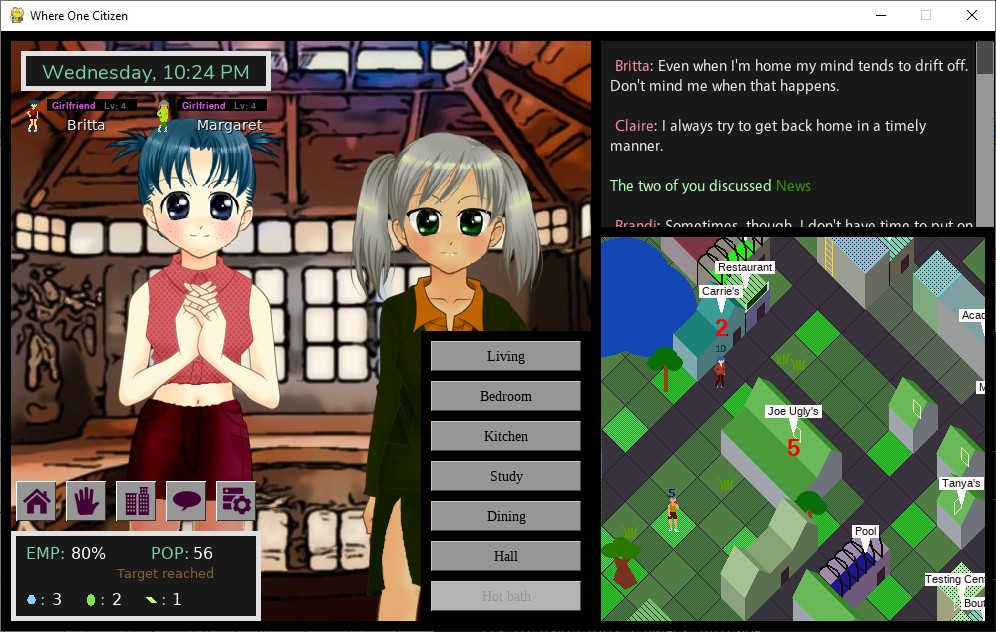 Where One Citizen
Wednesday, 10:24 PM
Girlfriend Lv: 4
Britta
Girlfriend Lv: 4
Margaret
Living
Bedroom
Kitchen
Study
Dining
Hall
Hot bath
EMP: 80% POP: 56
Target reached
: 3 : 2 : 1
Britta: Even when I'm home my mind tends to drift off.
Don't mind me when that happens.
Claire: I always try to get back home in a timely
manner.
The two of you discussed News
Brandi: Sometimes, though, I don't have time to put on
Restaurant
Carrie's
2
1D
Acad
M
Joe Ugly's
5
Tanya's
5
Pool
Testing Cent
Bout